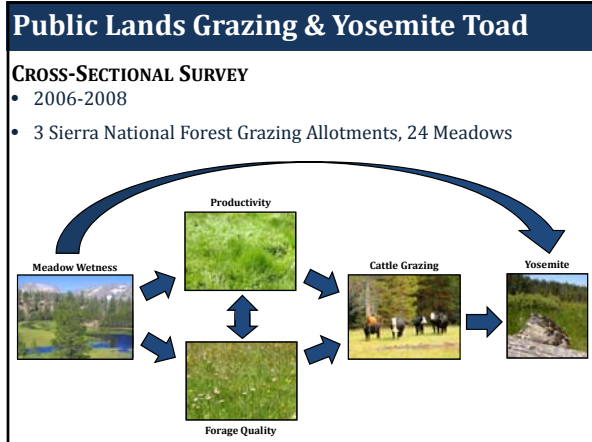 Public Lands Grazing & Yosemite Toad
CROSS-SECTIONAL SURVEY
• 2006-2008
• 3 Sierra National Forest Grazing Allotments, 24 Meadows
Productivity
Meadow Wetness
Cattle Grazing
Yosemite
Forage Quality